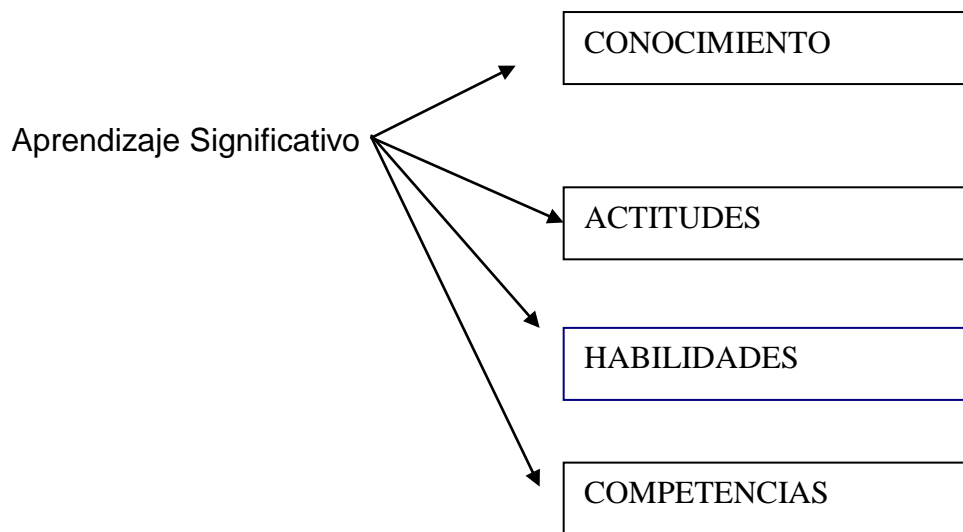 CONOCIMIENTO
Aprendizaje Significativo
ACTITUDES
HABILIDADES
COMPETENCIAS